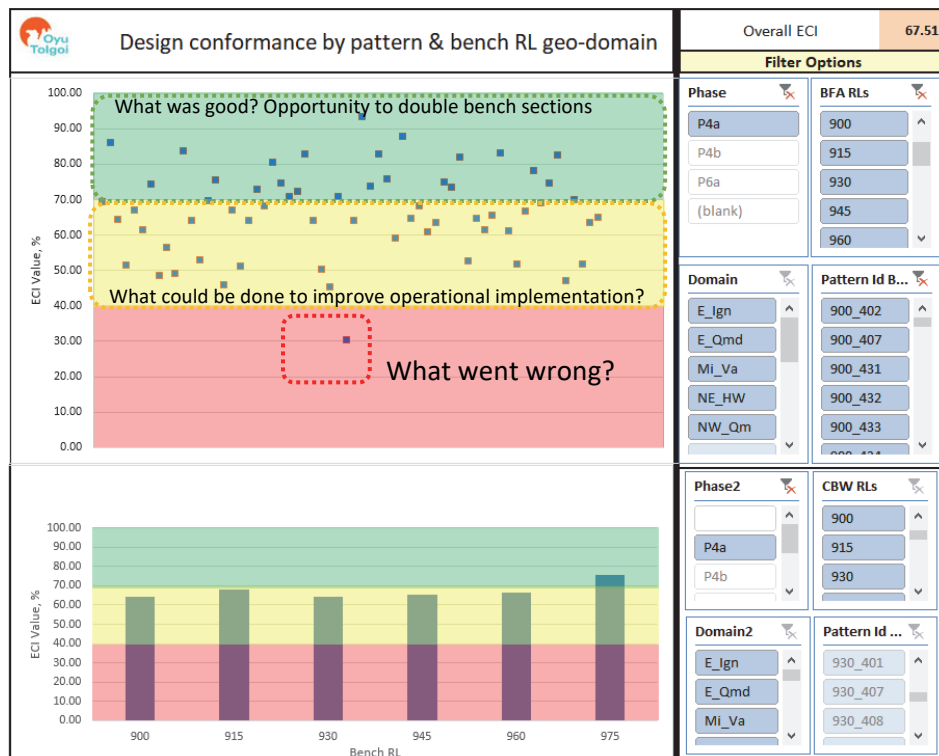 Oyu
Tolgoi
Design conformance by pattern & bench RL geo-domain
Overall ECI
67.51
Filter Options
100.00
90.00
80.00
70.00
60.00
50.00
40.00
30.00
20.00
10.00
0.00
ECI Value, %
What was good? Opportunity to double bench sections
What could be done to improve operational implementation?
What went wrong?
Phase
P4a
P4b
P6a
(blank)
BFA RLs
900
915
930
945
960
Domain
E_Ign
E_Qmd
Mi_Va
NE_HW
NW_Qm
Pattern Id B...
900_402
900_407
900_431
900_432
900_433
100.00
90.00
80.00
70.00
60.00
50.00
40.00
30.00
20.00
10.00
0.00
ECI Value, %
900
915
930
945
960
975
Bench RL
Phase2
P4a
P4b
CBW RLs
900
915
930
Domain2
E_Ign
E_Qmd
Mi_Va
Pattern Id ...
930_401
930_407
930_408